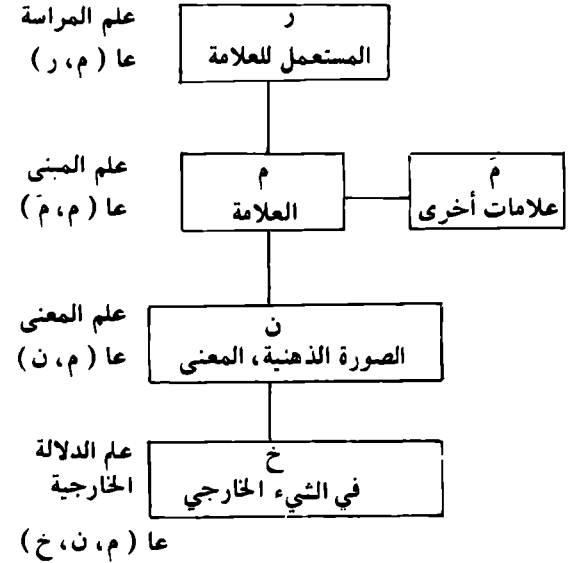 علم المراسة
ر
عا ( م، ر )
المستعمل للعلامة
علم المبنى
م
مَ
عا ( م، مَ )
العلامة
علامات أخرى
علم المعنى
ن
عا ( م، ن )
الصورة الذهنية، المعنى
علم الدلالة
الخارجية
خ
في الشيء الخارجي
عا ( م، ن، خ )